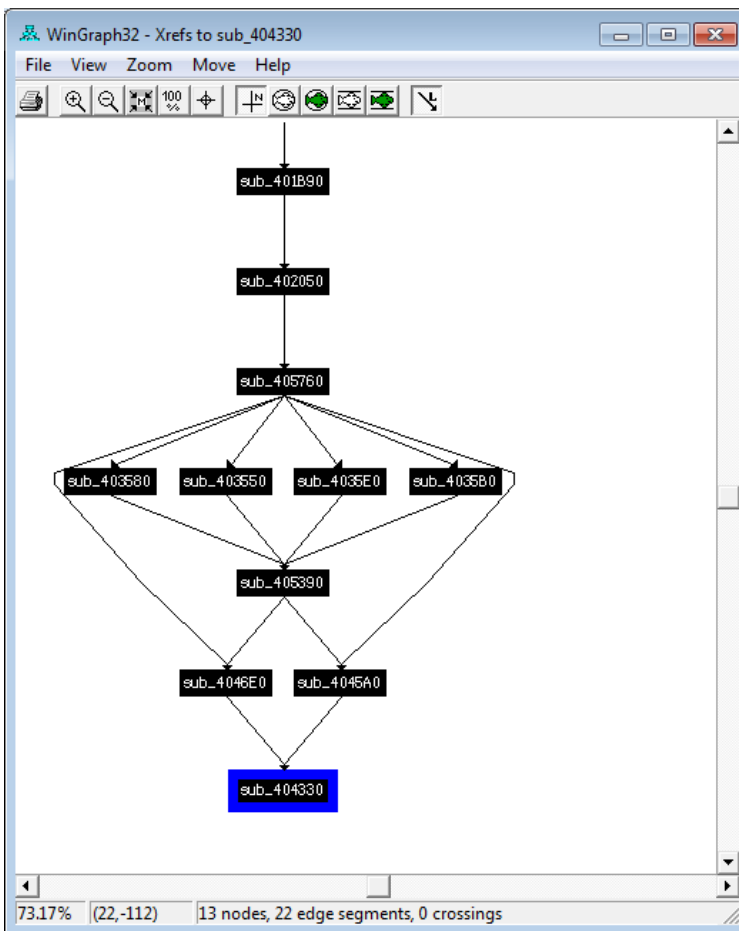 WinGraph32 - Xrefs to sub_404330
File View Zoom Move Help
M 100 % N
sub_401B90
sub_402050
sub_405760
sub_403580 sub_403550 sub_4035E0 sub_4035B0
sub_405390
sub_4046E0 sub_4045A0
sub_404330
73.17% (22,-112) 13 nodes, 22 edge segments, 0 crossings